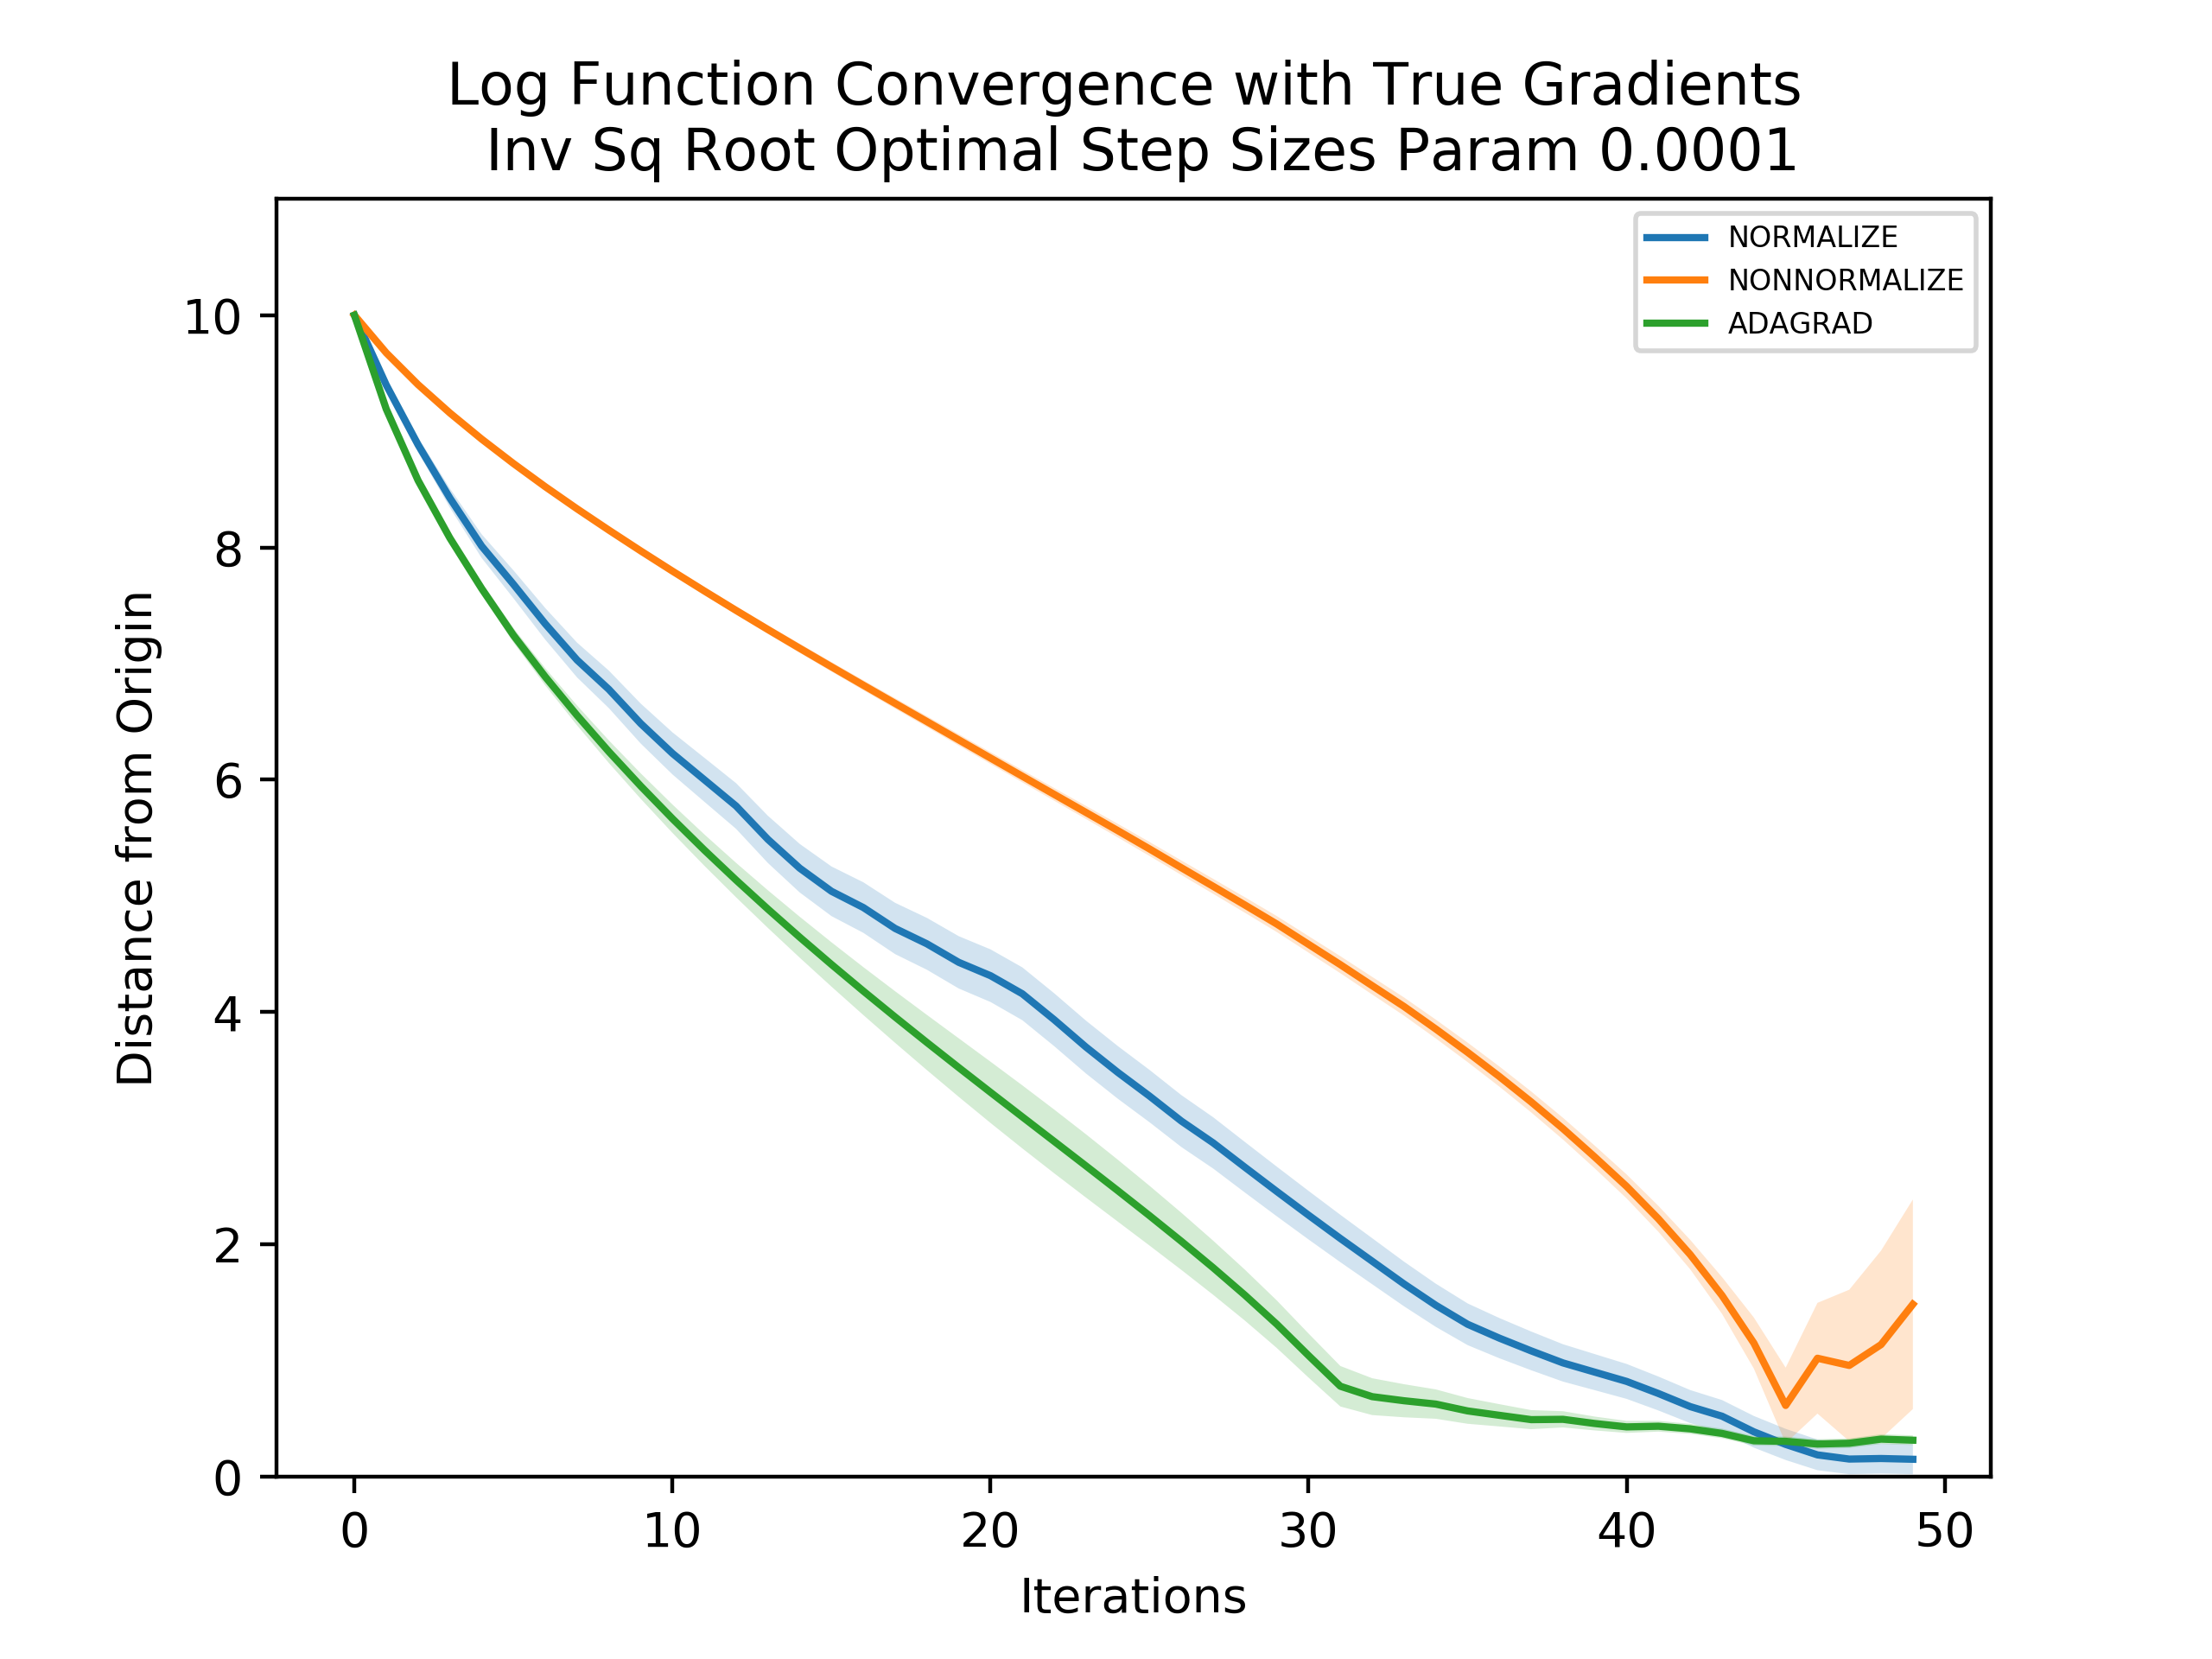 Log Function Convergence with True Gradients
Inv Sq Root Optimal Step Sizes Param 0.0001
NORMALIZE
NONNORMALIZE
ADAGRAD
Distance from Origin
10
8
6
4
2
0
0 10 20 30 40 50
Iterations